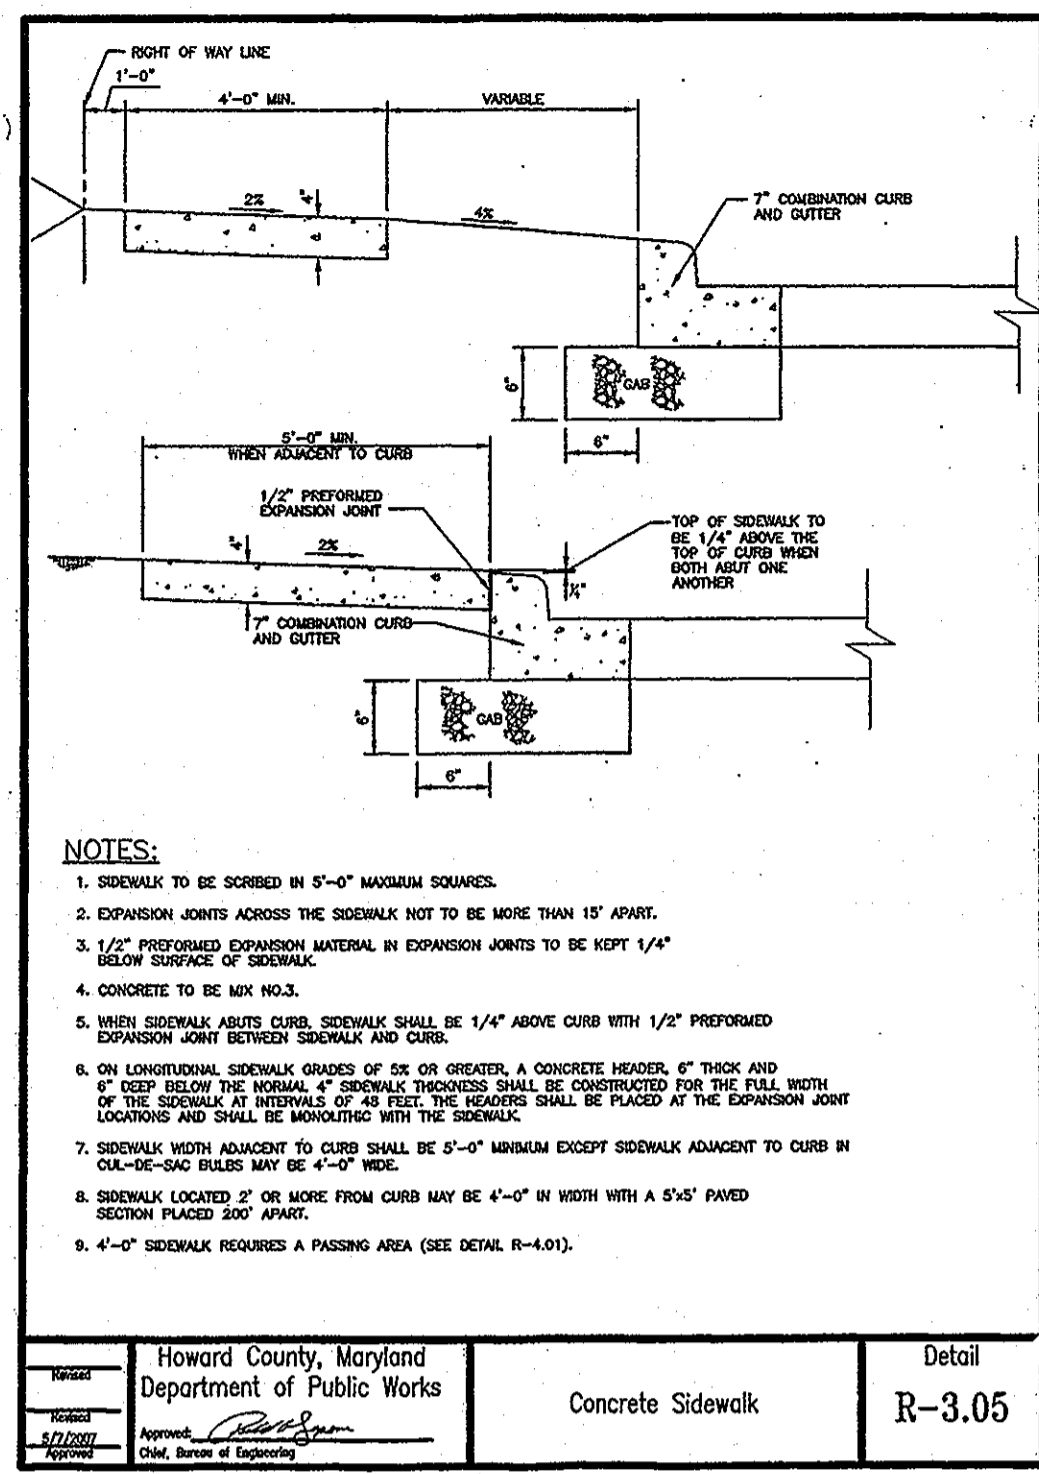 RIGHT OF WAY LINE
1'-0"
4'-0" MIN.
VARIABLE
2%
4"
4%
7" COMBINATION CURB
AND GUTTER
6"
GAB
6"
5'-0" MIN.
WHEN ADJACENT TO CURB
1/2" PREFORMED
EXPANSION JOINT
TOP OF SIDEWALK TO
BE 1/4" ABOVE THE
TOP OF CURB WHEN
BOTH ABUT ONE
ANOTHER
4"
2%
1/4"
7" COMBINATION CURB
AND GUTTER
6"
GAB
6"
NOTES:
1. SIDEWALK TO BE SCRIBED IN 5'-0" MAXIMUM SQUARES.
2. EXPANSION JOINTS ACROSS THE SIDEWALK NOT TO BE MORE THAN 15' APART.
3. 1/2" PREFORMED EXPANSION MATERIAL IN EXPANSION JOINTS TO BE KEPT 1/4"
BELOW SURFACE OF SIDEWALK.
4. CONCRETE TO BE MIX NO.3.
5. WHEN SIDEWALK ABUTS CURB, SIDEWALK SHALL BE 1/4" ABOVE CURB WITH 1/2" PREFORMED
EXPANSION JOINT BETWEEN SIDEWALK AND CURB.
6. ON LONGITUDINAL SIDEWALK GRADES OF 5% OR GREATER, A CONCRETE HEADER, 6" THICK AND
6" DEEP BELOW THE NORMAL 4" SIDEWALK THICKNESS SHALL BE CONSTRUCTED FOR THE FULL WIDTH
OF THE SIDEWALK AT INTERVALS OF 48 FEET. THE HEADERS SHALL BE PLACED AT THE EXPANSION JOINT
LOCATIONS AND SHALL BE MONOLITHIC WITH THE SIDEWALK.
7. SIDEWALK WIDTH ADJACENT TO CURB SHALL BE 5'-0" MINIMUM EXCEPT SIDEWALK ADJACENT TO CURB IN
CUL-DE-SAC BULBS MAY BE 4'-0" WIDE.
8. SIDEWALK LOCATED 2' OR MORE FROM CURB MAY BE 4'-0" IN WIDTH WITH A 5'x5' PAVED
SECTION PLACED 200' APART.
9. 4'-0" SIDEWALK REQUIRES A PASSING AREA (SEE DETAIL R-4.01).
Revised
Revised
5/7/2007
Approved
Howard County, Maryland
Department of Public Works
Approved:
Chief, Bureau of Engineering
Concrete Sidewalk
Detail
R-3.05